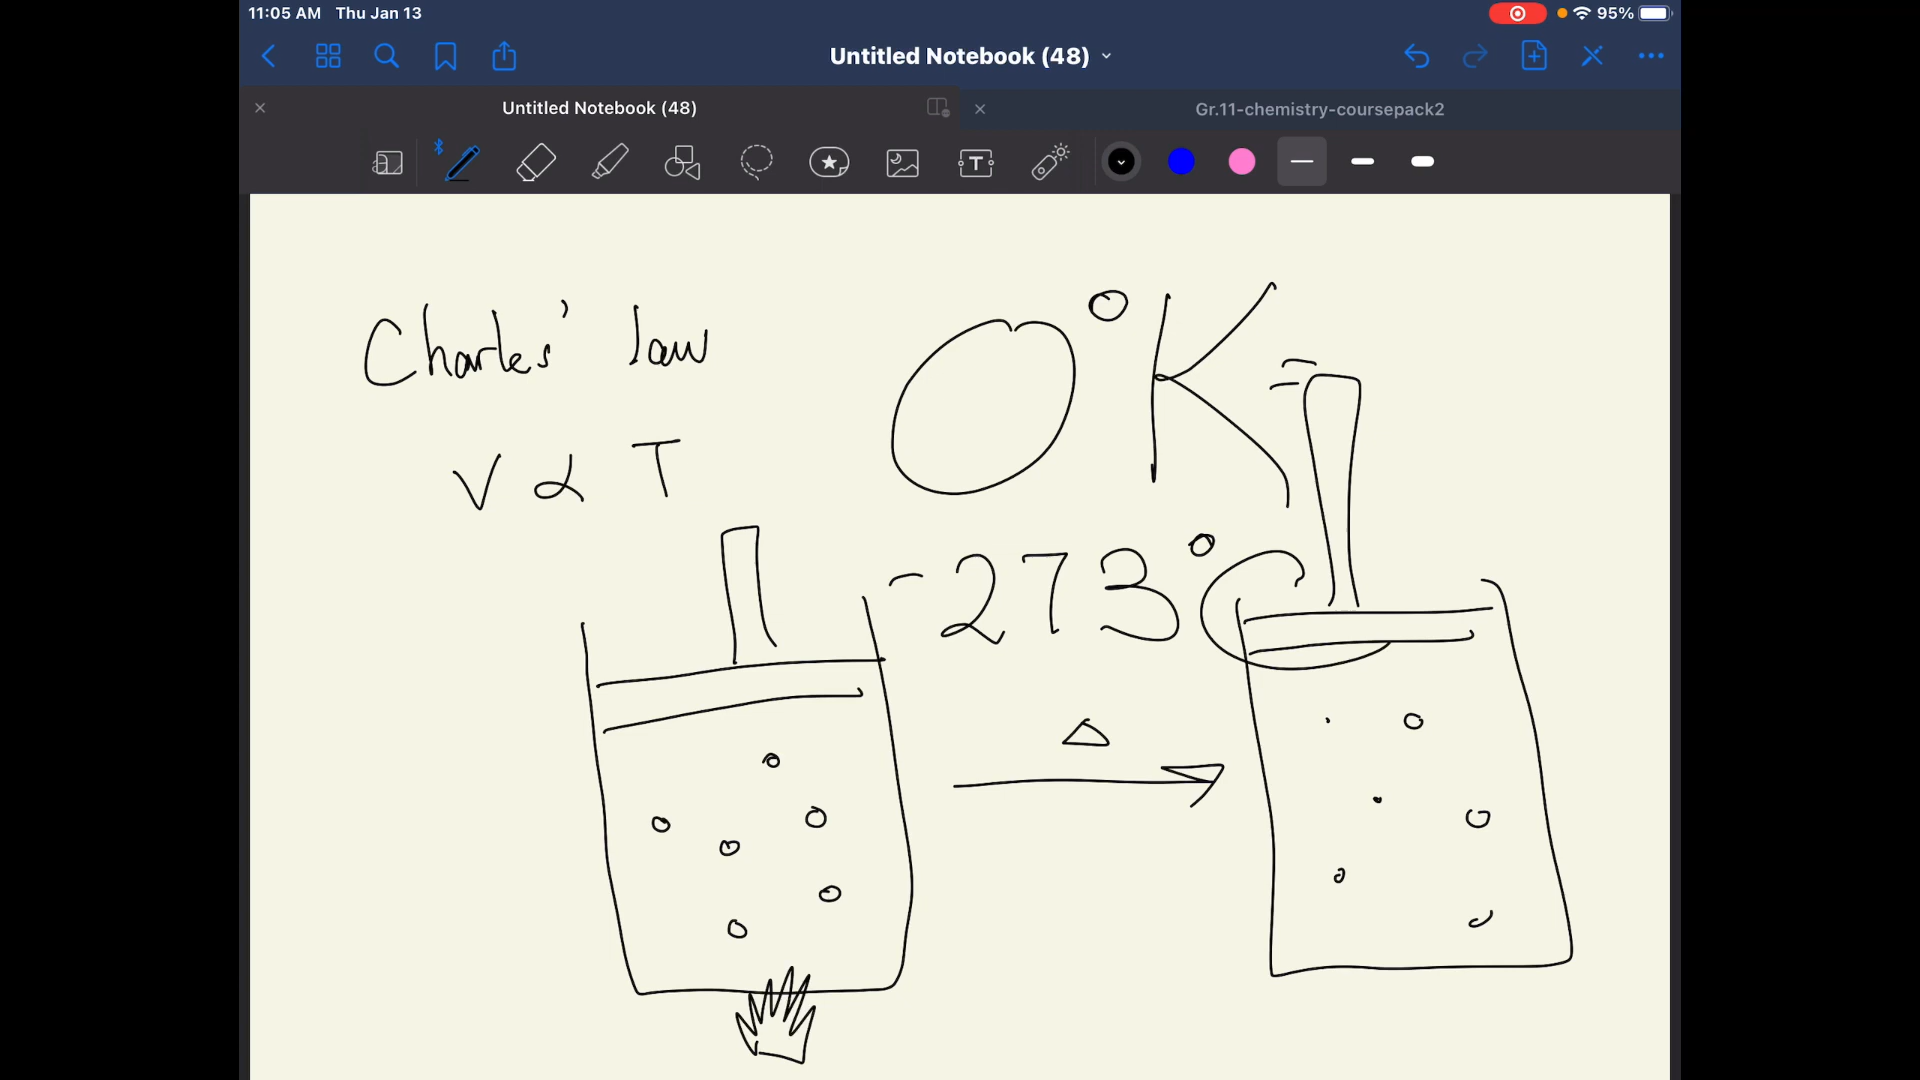 11:05 AM Thu Jan 13
95%
Untitled Notebook (48)
Untitled Notebook (48)
Gr.11-chemistry-coursepack2
T
Charles' law
0°K =
V ∝ T
-273°C
Δ